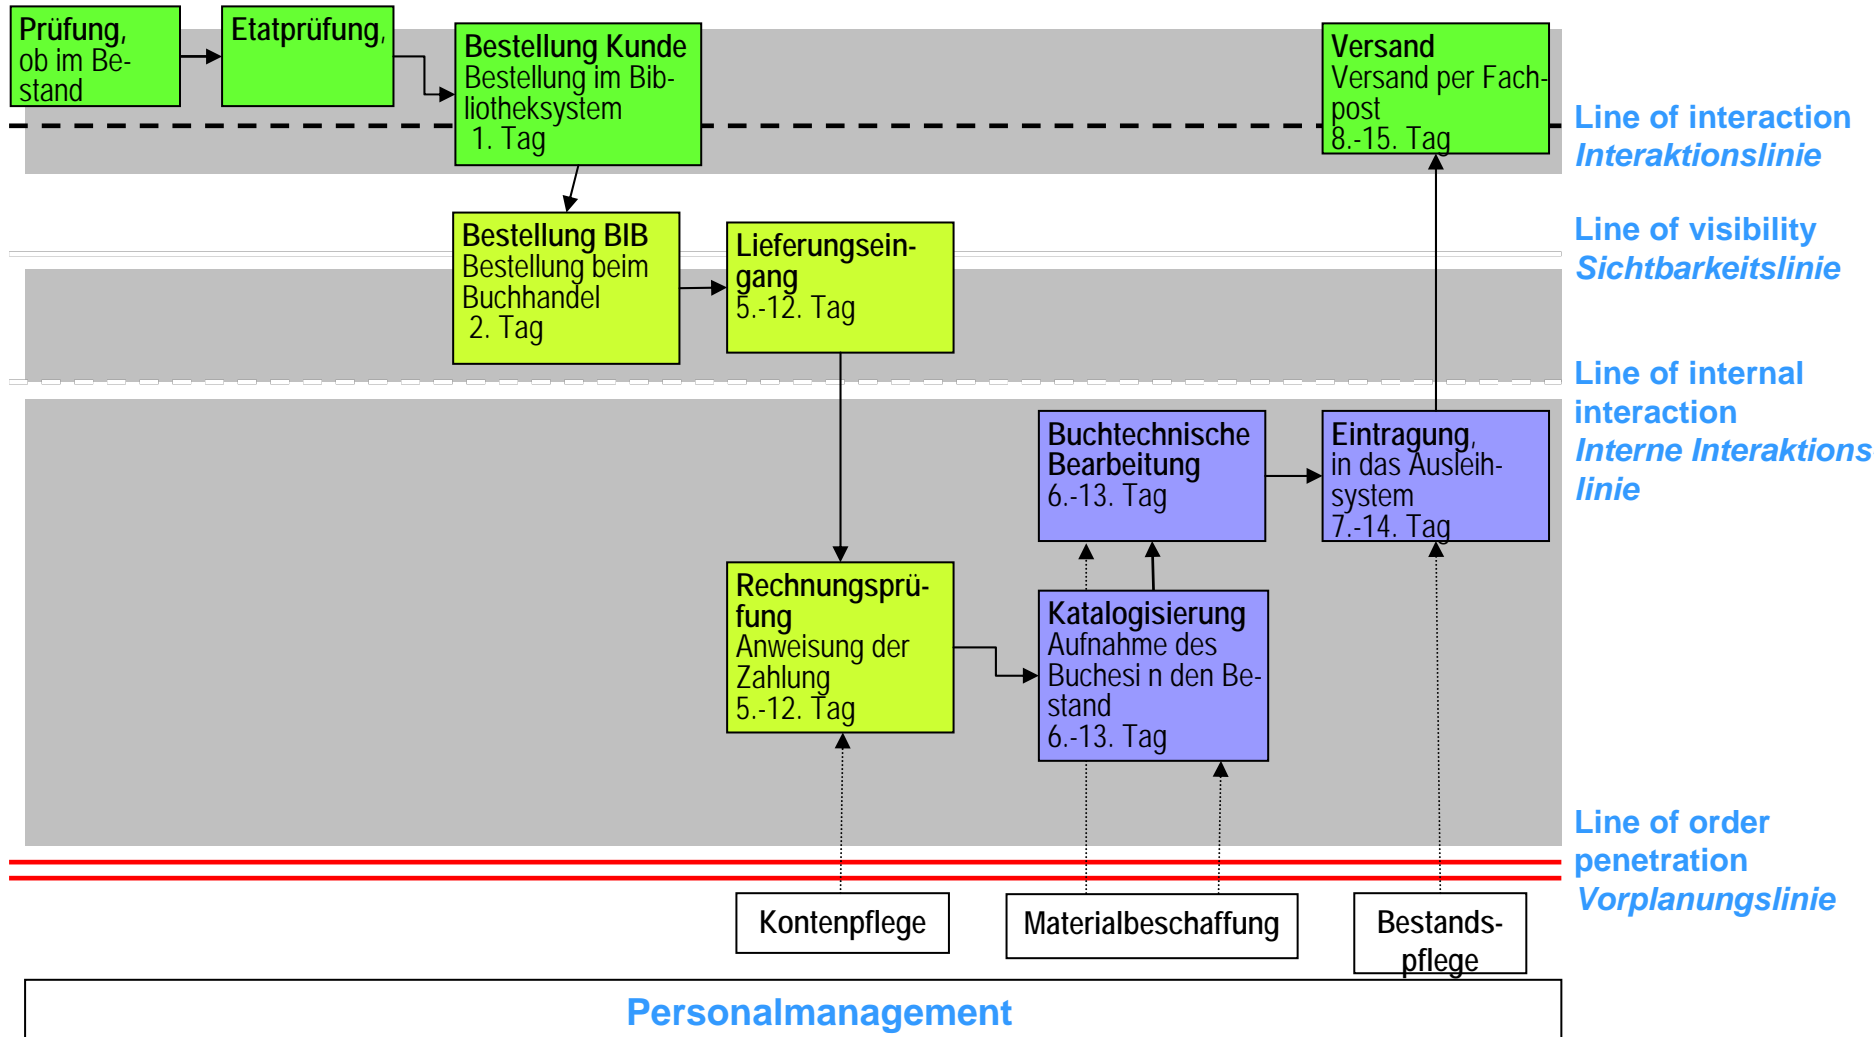 Prüfung,
ob im Be-
stand
Etatprüfung,
Bestellung Kunde
Bestellung im Bib-
liotheksystem
1. Tag
Versand
Versand per Fach-
post
8.-15. Tag
Line of interaction
Interaktionslinie
Bestellung BIB
Bestellung beim
Buchhandel
2. Tag
Lieferungsein-
gang
5.-12. Tag
Line of visibility
Sichtbarkeitslinie
Line of internal
interaction
Interne Interaktions
linie
Buchtechnische
Bearbeitung
6.-13. Tag
Eintragung,
in das Ausleih-
system
7.-14. Tag
Rechnungsprü-
fung
Anweisung der
Zahlung
5.-12. Tag
Katalogisierung
Aufnahme des
Buchesi n den Be-
stand
6.-13. Tag
Line of order
penetration
Vorplanungslinie
Kontenpflege
Materialbeschaffung
Bestands-
pflege
Personalmanagement